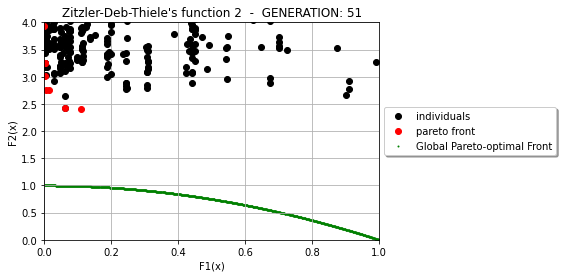 Zitzler-Deb-Thiele's function 2 - GENERATION: 51
4.0
3.5
3.0
2.5
2.0
1.5
1.0
0.5
0.0
F2(x)
0.0 0.2 0.4 0.6 0.8 1.0
F1(x)
individuals
pareto front
Global Pareto-optimal Front